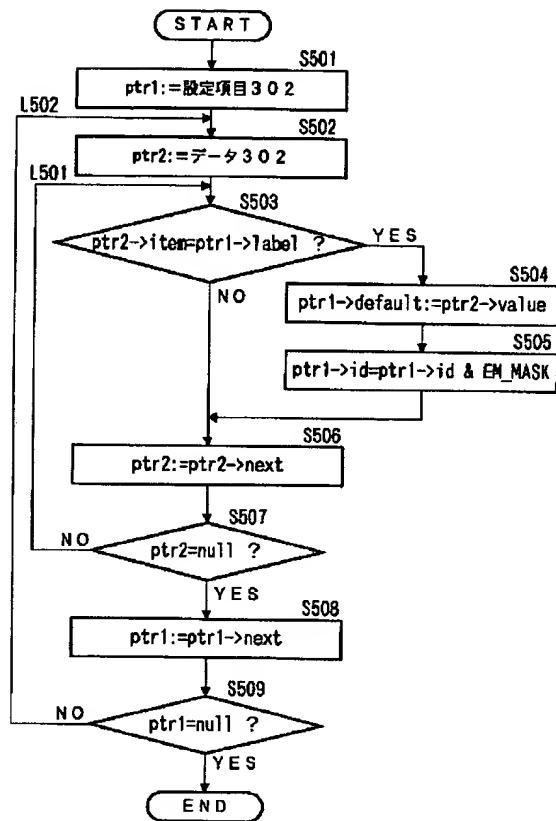 START
S501
ptr1:=設定項目302
L502
S502
ptr2:=データ302
L501
S503
ptr2->item=ptr1->label ?
YES
NO
S504
ptr1->default:=ptr2->value
S505
ptr1->id=ptr1->id & EM_MASK
S506
ptr2:=ptr2->next
S507
NO
ptr2=null ?
YES
S508
ptr1:=ptr1->next
S509
NO
ptr1=null ?
YES
END